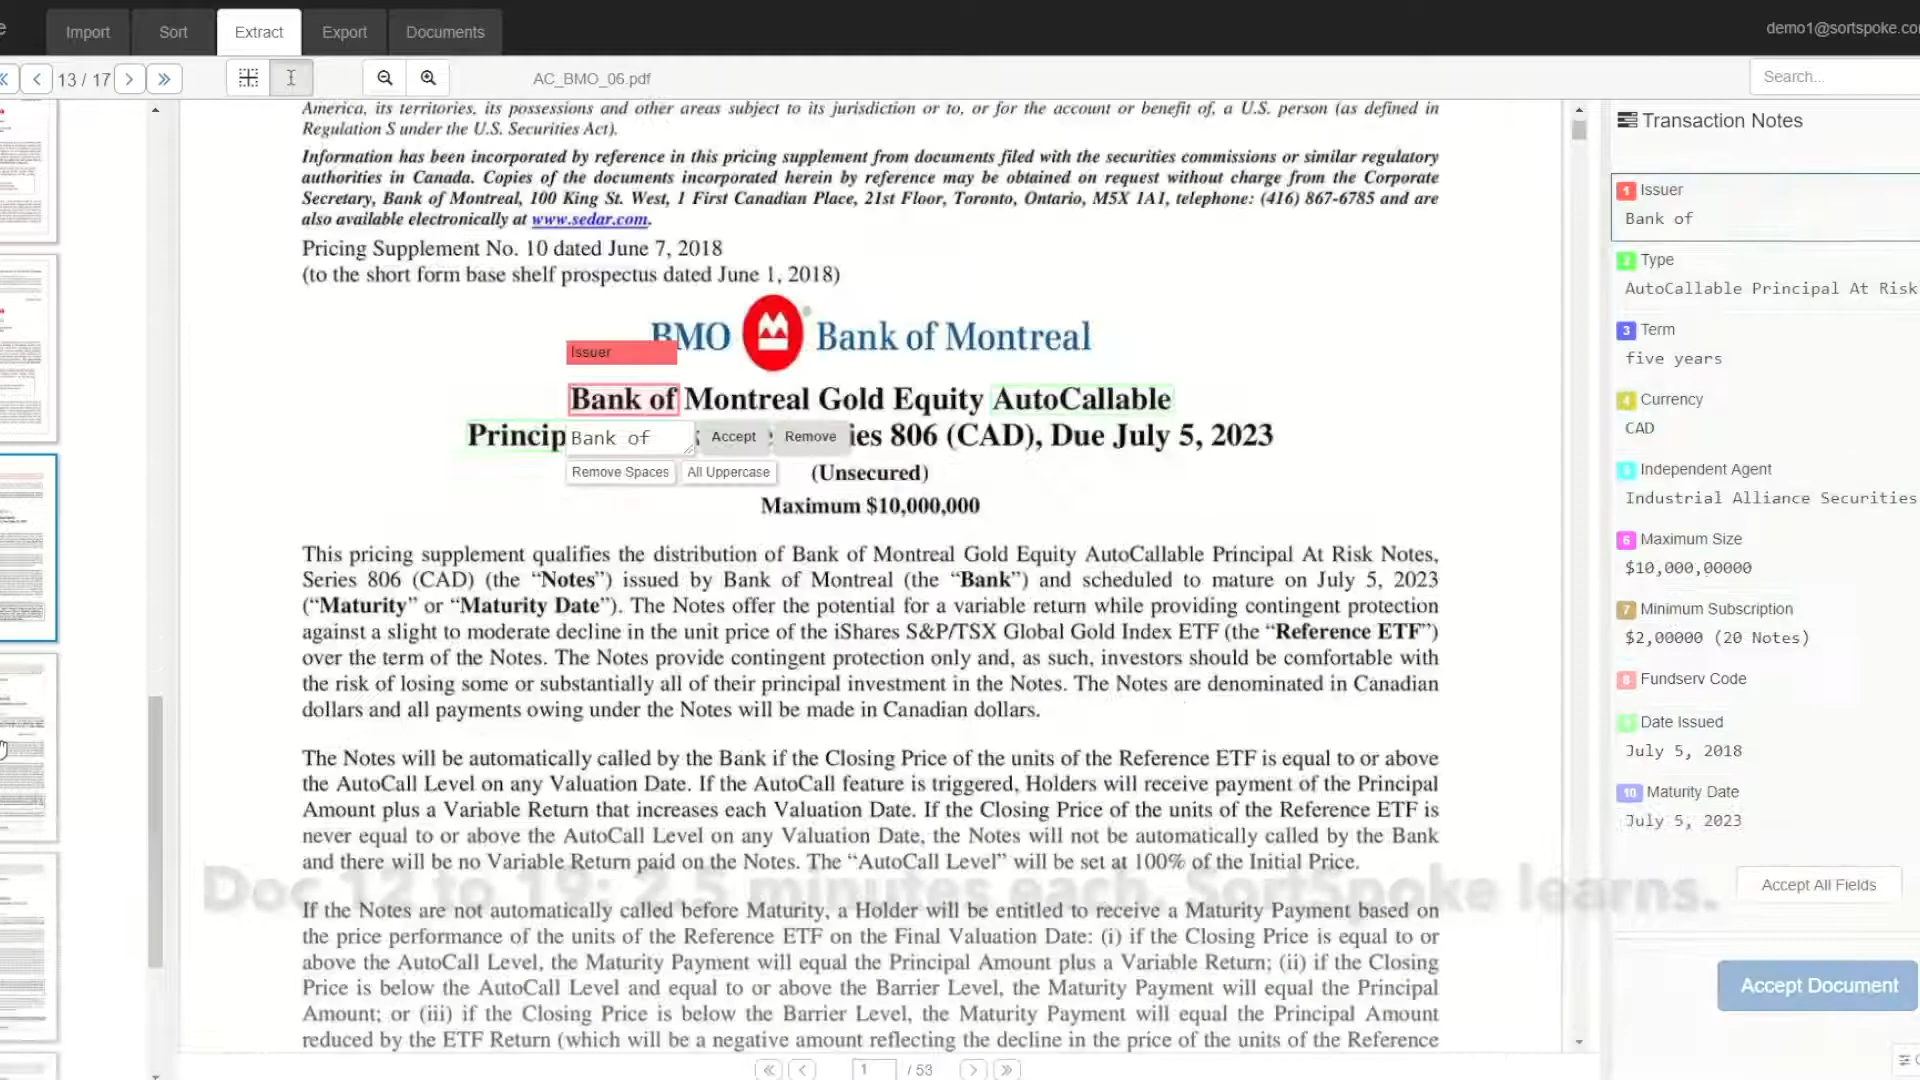 e Import Sort Extract Export Documents demo1@sortspoke.co
13 / 17 AC_BMO_06.pdf Search...
America, its territories, its possessions and other areas subject to its jurisdiction or to, or for the account or benefit of, a U.S. person (as defined in
Regulation S under the U.S. Securities Act).
Information has been incorporated by reference in this pricing supplement from documents filed with the securities commissions or similar regulatory
authorities in Canada. Copies of the documents incorporated herein by reference may be obtained on request without charge from the Corporate
Secretary, Bank of Montreal, 100 King St. West, 1 First Canadian Place, 21st Floor, Toronto, Ontario, M5X 1A1, telephone: (416) 867-6785 and are
also available electronically at www.sedar.com.
Pricing Supplement No. 10 dated June 7, 2018
(to the short form base shelf prospectus dated June 1, 2018)
BMO Bank of Montreal
Issuer
Bank of Montreal Gold Equity AutoCallable
Princip Bank of Accept Remove ies 806 (CAD), Due July 5, 2023
Remove Spaces All Uppercase
(Unsecured)
Maximum $10,000,000
This pricing supplement qualifies the distribution of Bank of Montreal Gold Equity AutoCallable Principal At Risk Notes,
Series 806 (CAD) (the “Notes”) issued by Bank of Montreal (the “Bank”) and scheduled to mature on July 5, 2023
(“Maturity” or “Maturity Date”). The Notes offer the potential for a variable return while providing contingent protection
against a slight to moderate decline in the unit price of the iShares S&P/TSX Global Gold Index ETF (the “Reference ETF”)
over the term of the Notes. The Notes provide contingent protection only and, as such, investors should be comfortable with
the risk of losing some or substantially all of their principal investment in the Notes. The Notes are denominated in Canadian
dollars and all payments owing under the Notes will be made in Canadian dollars.
The Notes will be automatically called by the Bank if the Closing Price of the units of the Reference ETF is equal to or above
the AutoCall Level on any Valuation Date. If the AutoCall feature is triggered, Holders will receive payment of the Principal
Amount plus a Variable Return that increases each Valuation Date. If the Closing Price of the units of the Reference ETF is
never equal to or above the AutoCall Level on any Valuation Date, the Notes will not be automatically called by the Bank
and there will be no Variable Return paid on the Notes. The “AutoCall Level” will be set at 100% of the Initial Price.
Doc 12 to 19: 2.5 minutes each. SortSpoke learns.
If the Notes are not automatically called before Maturity, a Holder will be entitled to receive a Maturity Payment based on
the price performance of the units of the Reference ETF on the Final Valuation Date: (i) if the Closing Price is equal to or
above the AutoCall Level, the Maturity Payment will equal the Principal Amount plus a Variable Return; (ii) if the Closing
Price is below the AutoCall Level and equal to or above the Barrier Level, the Maturity Payment will equal the Principal
Amount; or (iii) if the Closing Price is below the Barrier Level, the Maturity Payment will equal the Principal Amount
reduced by the ETF Return (which will be a negative amount reflecting the decline in the price of the units of the Reference
1 / 53
Transaction Notes
1 Issuer
Bank of
2 Type
AutoCallable Principal At Risk
3 Term
five years
4 Currency
CAD
5 Independent Agent
Industrial Alliance Securities
6 Maximum Size
$10,000,00000
7 Minimum Subscription
$2,00000 (20 Notes)
8 Fundserv Code
9 Date Issued
July 5, 2018
10 Maturity Date
July 5, 2023
Accept All Fields
Accept Document